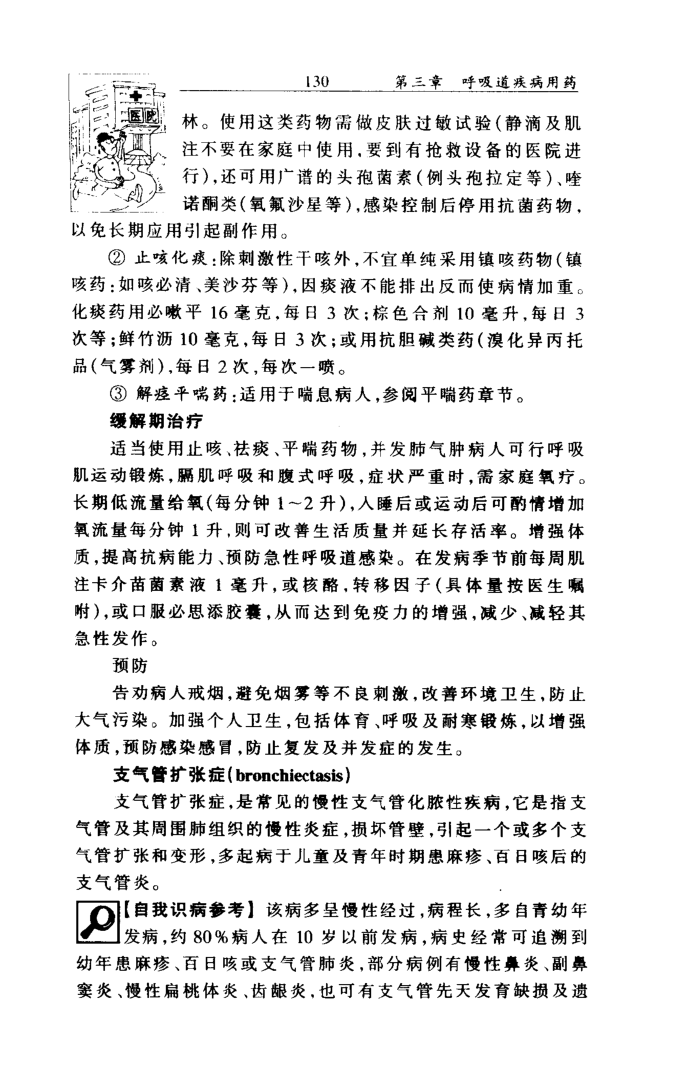 130 第三章 呼吸道疾病用药
医院
林。使用这类药物需做皮肤过敏试验(静滴及肌
注不要在家庭中使用,要到有抢救设备的医院进
行),还可用广谱的头孢菌素(例头孢拉定等)、喹
诺酮类(氧氟沙星等),感染控制后停用抗菌药物,
以免长期应用引起副作用。
② 止咳化痰:除刺激性干咳外,不宜单纯采用镇咳药物(镇
咳药:如咳必清、美沙芬等),因痰液不能排出反而使病情加重。
化痰药用必嗽平 16 毫克,每日 3 次;棕色合剂 10 毫升,每日 3
次等;鲜竹沥 10 毫克,每日 3 次;或用抗胆碱类药(溴化异丙托
品(气雾剂),每日 2 次,每次一喷。
③ 解痉平喘药:适用于喘息病人,参阅平喘药章节。
缓解期治疗
适当使用止咳、祛痰、平喘药物,并发肺气肿病人可行呼吸
肌运动锻炼,膈肌呼吸和腹式呼吸,症状严重时,需家庭氧疗。
长期低流量给氧(每分钟 1~2 升),入睡后或运动后可酌情增加
氧流量每分钟 1 升,则可改善生活质量并延长存活率。增强体
质,提高抗病能力、预防急性呼吸道感染。在发病季节前每周肌
注卡介苗菌素液 1 毫升,或核酪,转移因子(具体量按医生嘱
咐),或口服必思添胶囊,从而达到免疫力的增强,减少、减轻其
急性发作。
预防
告劝病人戒烟,避免烟雾等不良刺激,改善环境卫生,防止
大气污染。加强个人卫生,包括体育、呼吸及耐寒锻炼,以增强
体质,预防感染感冒,防止复发及并发症的发生。
支气管扩张症(bronchiectasis)
支气管扩张症,是常见的慢性支气管化脓性疾病,它是指支
气管及其周围肺组织的慢性炎症,损坏管壁,引起一个或多个支
气管扩张和变形,多起病于儿童及青年时期患麻疹、百日咳后的
支气管炎。
【自我识病参考】 该病多呈慢性经过,病程长,多自青幼年
发病,约 80%病人在 10 岁以前发病,病史经常可追溯到
幼年患麻疹、百日咳或支气管肺炎,部分病例有慢性鼻炎、副鼻
窦炎、慢性扁桃体炎、齿龈炎,也可有支气管先天发育缺损及遗